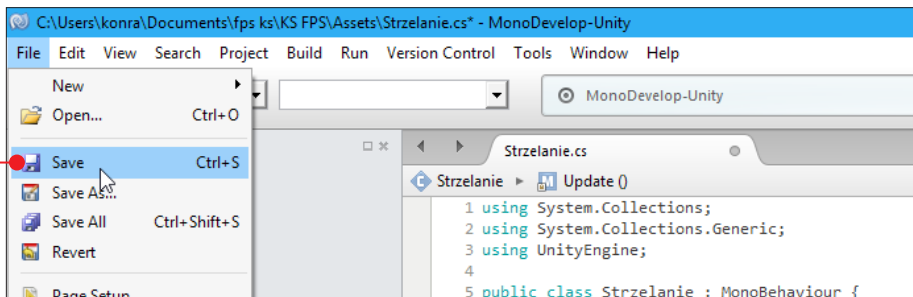 C:\Users\konra\Documents\fps ks\KS FPS\Assets\Strzelanie.cs* - MonoDevelop-Unity
File Edit View Search Project Build Run Version Control Tools Window Help
New
MonoDevelop-Unity
Open... Ctrl+O
Save Ctrl+S
Strzelanie.cs
Save As...
Strzelanie Update ()
Save All Ctrl+Shift+S
1 using System.Collections;
2 using System.Collections.Generic;
Revert
3 using UnityEngine;
4
Page Setup
5 public class Strzelanie : MonoBehaviour {